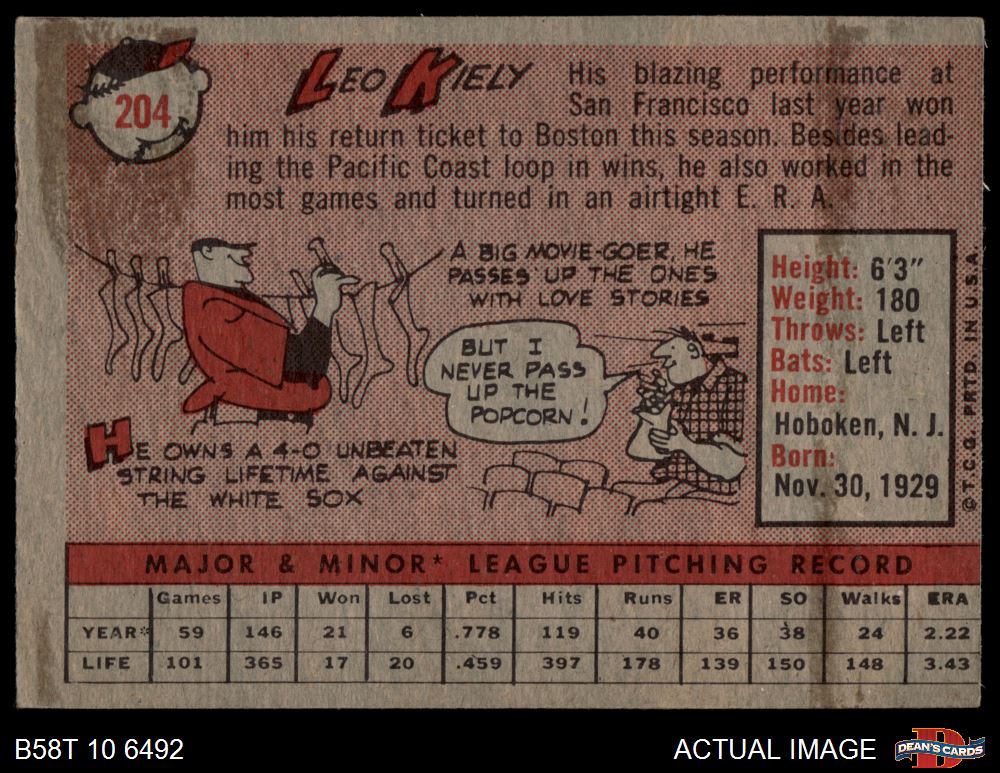 204
LEO KIELY
His blazing performance at
San Francisco last year won
him his return ticket to Boston this season. Besides lead-
ing the Pacific Coast loop in wins, he also worked in the
most games and turned in an airtight E. R. A.
A BIG MOVIE-GOER, HE
PASSES UP THE ONES
WITH LOVE STORIES
BUT I
NEVER PASS
UP THE
POPCORN!
HE OWNS A 4-0 UNBEATEN
STRING LIFETIME AGAINST
THE WHITE SOX
Height: 6'3"
Weight: 180
Throws: Left
Bats: Left
Home:
Hoboken, N. J.
Born:
Nov. 30, 1929
© T.C.G. PRTD. IN U.S.A.
MAJOR & MINOR* LEAGUE PITCHING RECORD
Games IP Won Lost Pct Hits Runs ER SO Walks ERA
YEAR* 59 146 21 6 .778 119 40 36 38 24 2.22
LIFE 101 365 17 20 .459 397 178 139 150 148 3.43
B58T 10 6492
ACTUAL IMAGE
DEAN'S CARDS